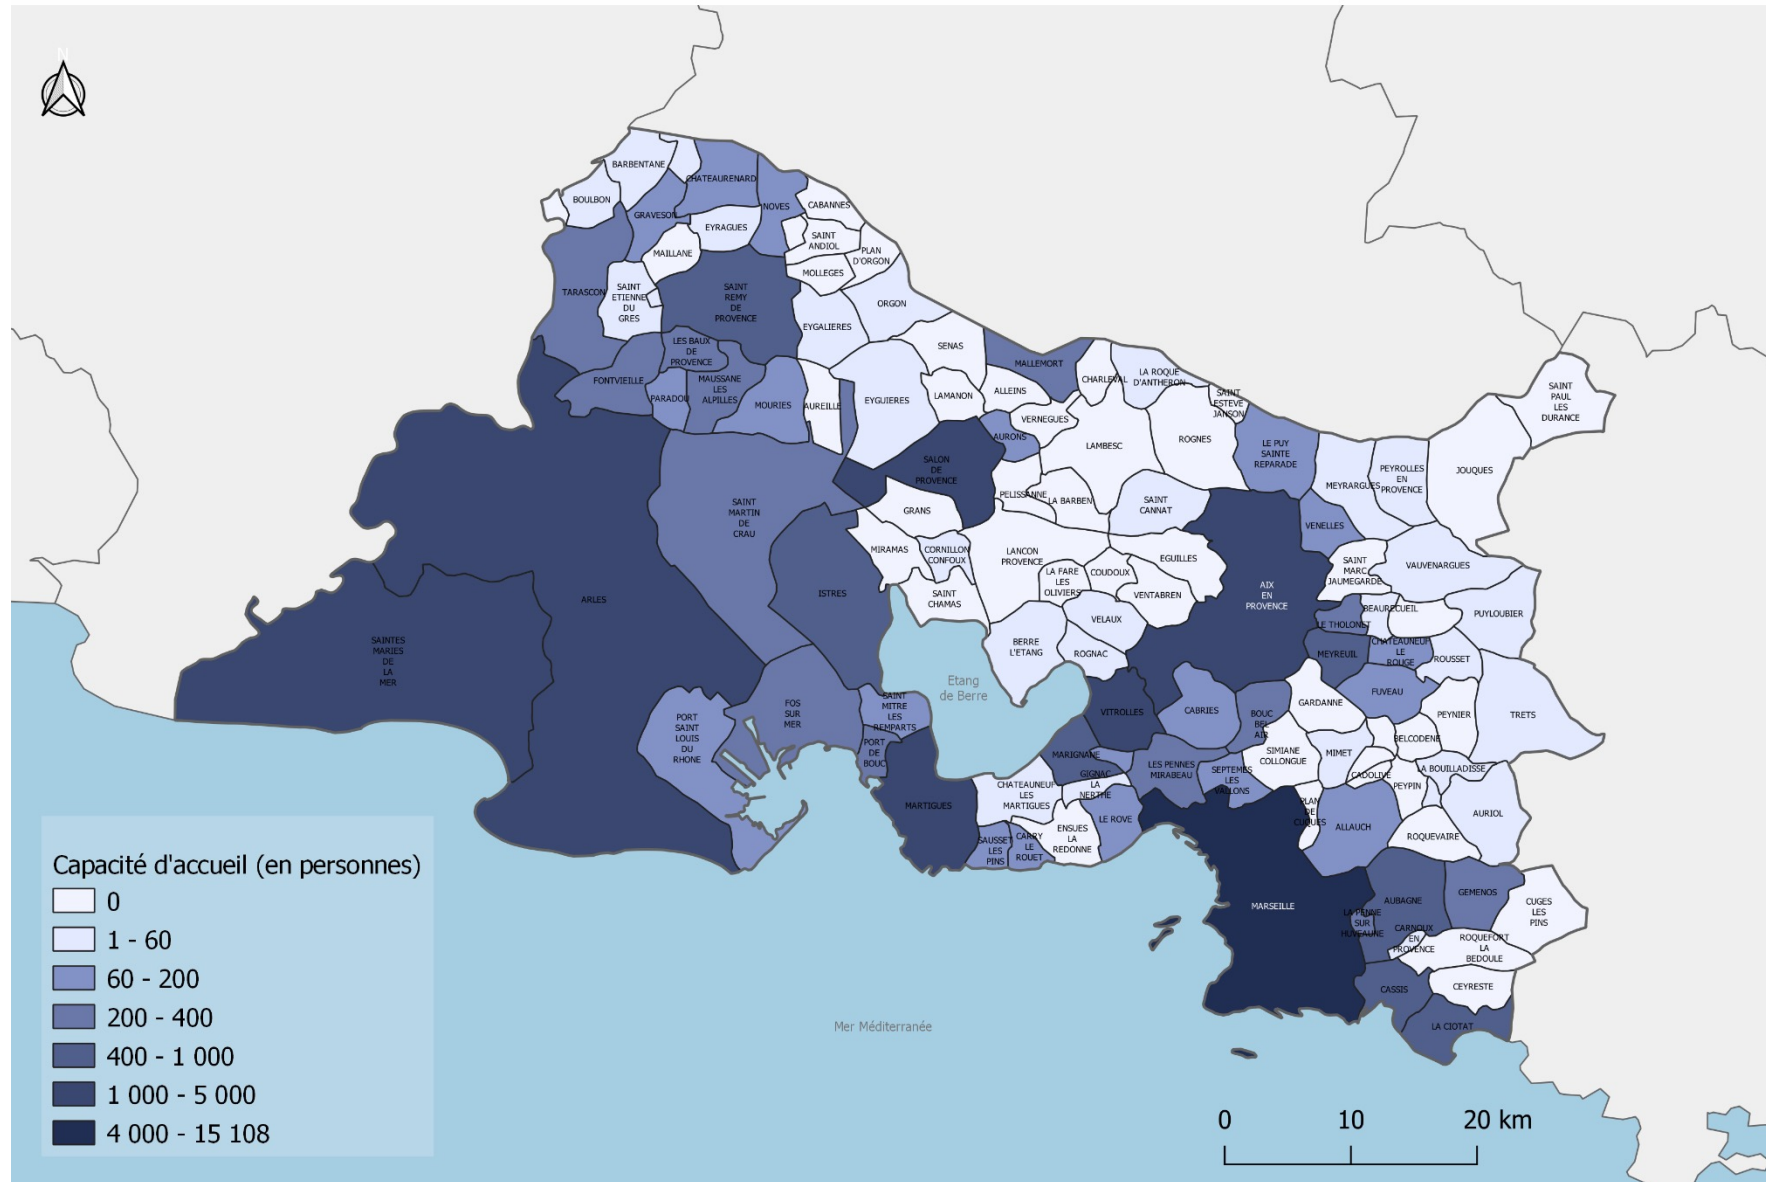 N
BARBENTANE
CHATEAURENARD
BOULBON
GRAVESON
NOVES
CABANNES
EYRAGUES
SAINT
ANDIOL
MAILLANE
PLAN
D'ORGON
MOLLEGES
TARASCON
SAINT
ETIENNE
DU
GRES
SAINT
REMY
DE
PROVENCE
ORGON
EYGALIERES
SENAS
LES BAUX
DE
PROVENCE
MALLEMORT
FONTVIEILLE
MAUSSANE
LES
ALPILLES
PARADOU
MOURIES
AUREILLE
EYGUIERES
LAMANON
ALLEINS
CHARLEVAL
LA ROQUE
D'ANTHERON
SAINT
ESTEVE
JANSON
SAINT
PAUL
LES
DURANCE
VERNEGUES
AURONS
LAMBESC
ROGNES
LE PUY
SAINTE
REPARADE
SALON
DE
PROVENCE
MEYRARGUES
PEYROLLES
EN
PROVENCE
JOUQUES
PELISSANNE
LA BARBEN
SAINT
CANNAT
SAINT
MARTIN
DE
CRAU
GRANS
VENELLES
MIRAMAS
CORNILLON
CONFOUX
LANCON
PROVENCE
EGUILLES
COUDOUX
LA FARE
LES
OLIVIERS
VENTABREN
SAINT
MARC
JAUMEGARDE
VAUVENARGUES
AIX
EN
PROVENCE
ARLES
ISTRES
SAINT
CHAMAS
VELAUX
BEAURECUEIL
PUYLOUBIER
LE THOLONET
SAINTES
MARIES
DE
LA
MER
BERRE
L'ETANG
ROGNAC
MEYREUIL
CHATEAUNEUF
LE
ROUGE
ROUSSET
Etang
de Berre
FUVEAU
SAINT
MITRE
LES
REMPARTS
FOS
SUR
MER
PORT
SAINT
LOUIS
DU
RHONE
VITROLLES
CABRIES
BOUC
BEL
AIR
GARDANNE
PEYNIER
TRETS
BELCODENE
PORT
DE
BOUC
MARIGNANE
LES PENNES
MIRABEAU
SIMIANE
COLLONGUE
MIMET
CADOLIVE
LA BOUILLADISSE
PEYPIN
GIGNAC
LA
NERTHE
SEPTEMES
LES
VALLONS
MARTIGUES
CHATEAUNEUF
LES
MARTIGUES
PLAN
DE
CUQUES
ALLAUCH
AURIOL
ROQUEVAIRE
LE ROVE
SAUSSET
LES
PINS
CARRY
LE
ROUET
ENSUES
LA
REDONNE
MARSEILLE
AUBAGNE
GEMENOS
CUGES
LES
PINS
LA PENNE
SUR
HUVEAUNE
CARNOUX
EN
PROVENCE
ROQUEFORT
LA
BEDOULE
CASSIS
CEYRESTE
LA CIOTAT
Mer Méditerranée
Capacité d'accueil (en personnes)
0
1 - 60
60 - 200
200 - 400
400 - 1 000
1 000 - 5 000
4 000 - 15 108
0 10 20 km